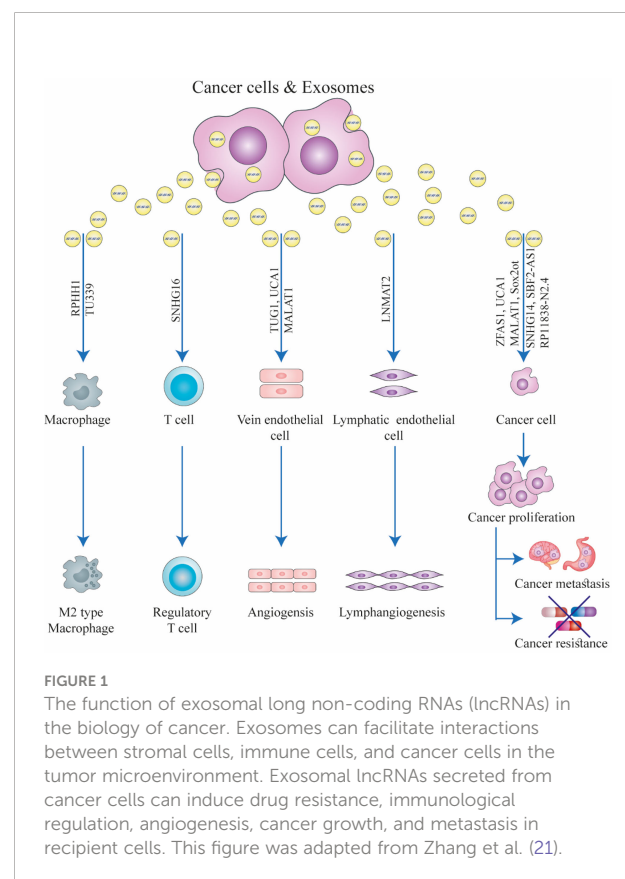 Cancer cells & Exosomes
RPHH1
TU339
SNHG16
TUG1, UCA1
MALAT1
LNMAT2
ZFAS1, UCA1
MALAT1, Sox2ot
SNHG14, SBF2-AS1
RP11838-N2.4
Macrophage
T cell
Vein endothelial
cell
Lymphatic endothelial
cell
Cancer cell
Cancer proliferation
Cancer metastasis
M2 type
Macrophage
Regulatory
T cell
Angiogensis
Lymphangiogenesis
Cancer resistance
FIGURE 1
The function of exosomal long non-coding RNAs (lncRNAs) in
the biology of cancer. Exosomes can facilitate interactions
between stromal cells, immune cells, and cancer cells in the
tumor microenvironment. Exosomal lncRNAs secreted from
cancer cells can induce drug resistance, immunological
regulation, angiogenesis, cancer growth, and metastasis in
recipient cells. This figure was adapted from Zhang et al. (21).